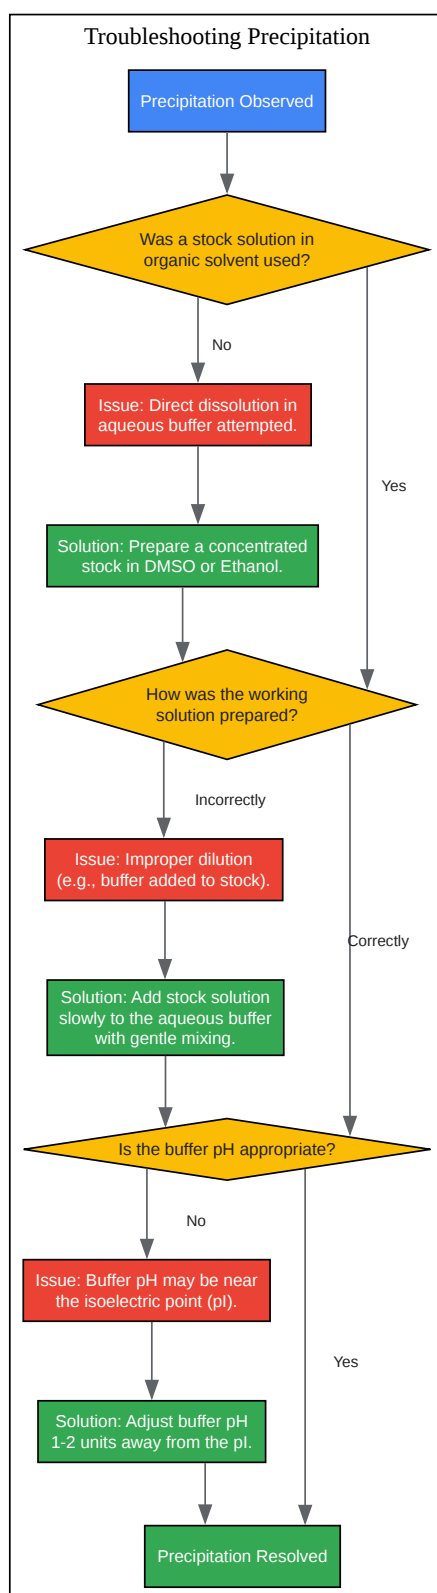 Troubleshooting Precipitation
Precipitation Observed
Was a stock solution in
organic solvent used?
No
Issue: Direct dissolution in
aqueous buffer attempted.
Yes
Solution: Prepare a concentrated
stock in DMSO or Ethanol.
How was the working
solution prepared?
Incorrectly
Issue: Improper dilution
(e.g., buffer added to stock).
Correctly
Solution: Add stock solution
slowly to the aqueous buffer
with gentle mixing.
Is the buffer pH appropriate?
No
Issue: Buffer pH may be near
the isoelectric point (pI).
Yes
Solution: Adjust buffer pH
1-2 units away from the pI.
Precipitation Resolved